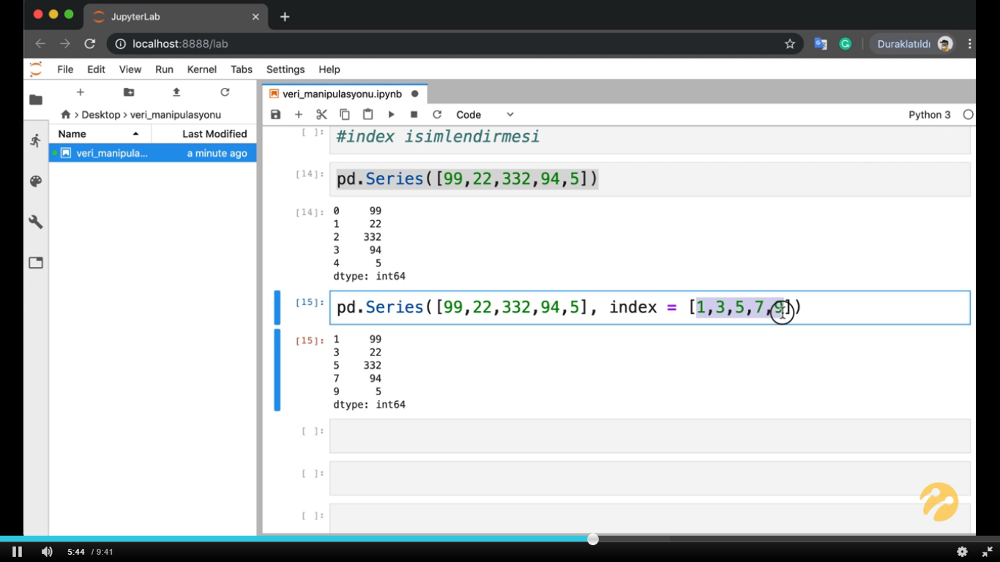 JupyterLab
localhost:8888/lab
Duraklatıldı
File Edit View Run Kernel Tabs Settings Help
veri_manipulasyonu.ipynb
Desktop > veri_manipulasyonu
Code
Python 3
Name Last Modified
veri_manipula... a minute ago
[ ]: #index isimlendirmesi
[14]: pd.Series([99,22,332,94,5])
[14]: 0 99
1 22
2 332
3 94
4 5
dtype: int64
[15]: pd.Series([99,22,332,94,5], index = [1,3,5,7,9])
[15]: 1 99
3 22
5 332
7 94
9 5
dtype: int64
[ ]:
[ ]:
[ ]:
5:44 / 9:41